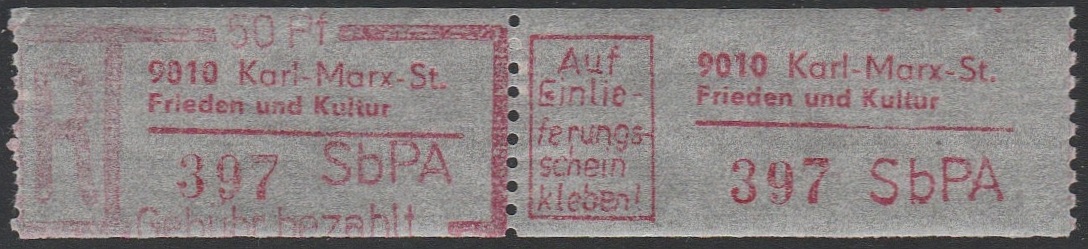 50 Pf
R
9010 Karl-Marx-St.
Frieden und Kultur
397 SbPA
Gebühr bezahlt
Auf
Einlie-
ferungs-
schein
kleben!
9010 Karl-Marx-St.
Frieden und Kultur
397 SbPA